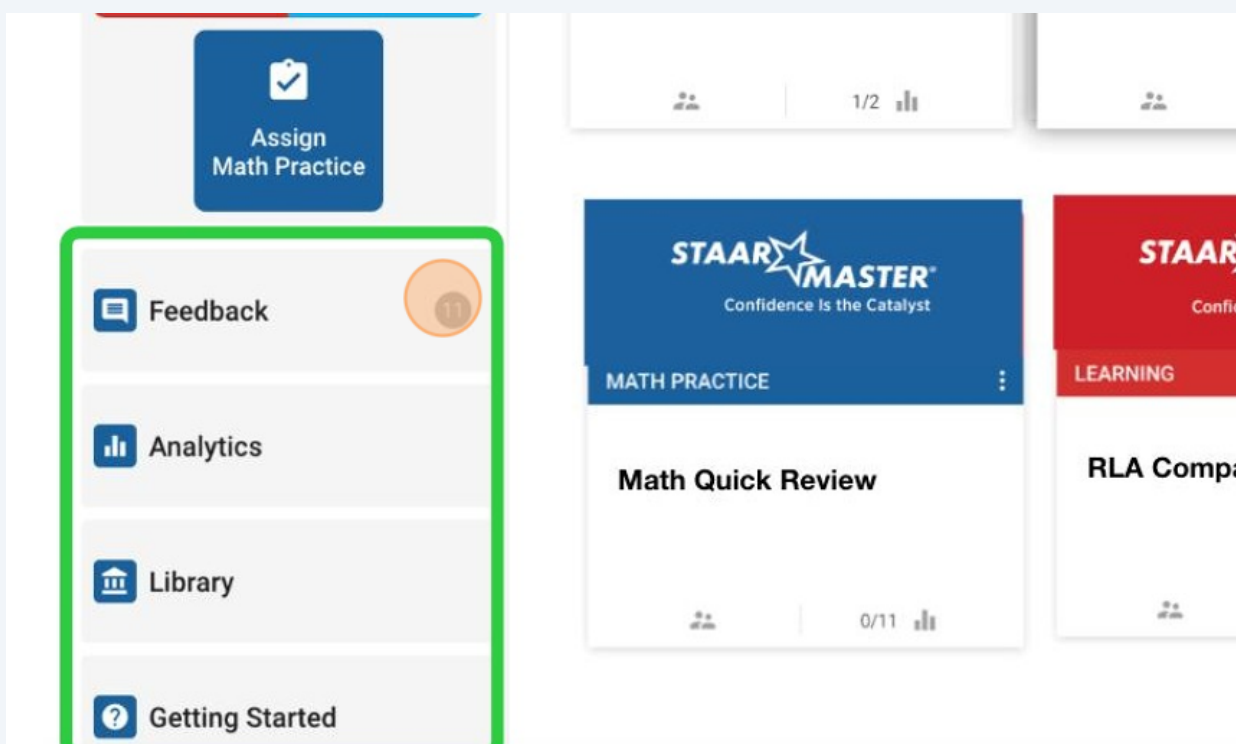 Assign
Math Practice
Feedback
11
Analytics
Library
Getting Started
1/2
STAAR MASTER®
Confidence Is the Catalyst
MATH PRACTICE
Math Quick Review
0/11
STAAR
LEARNING
RLA